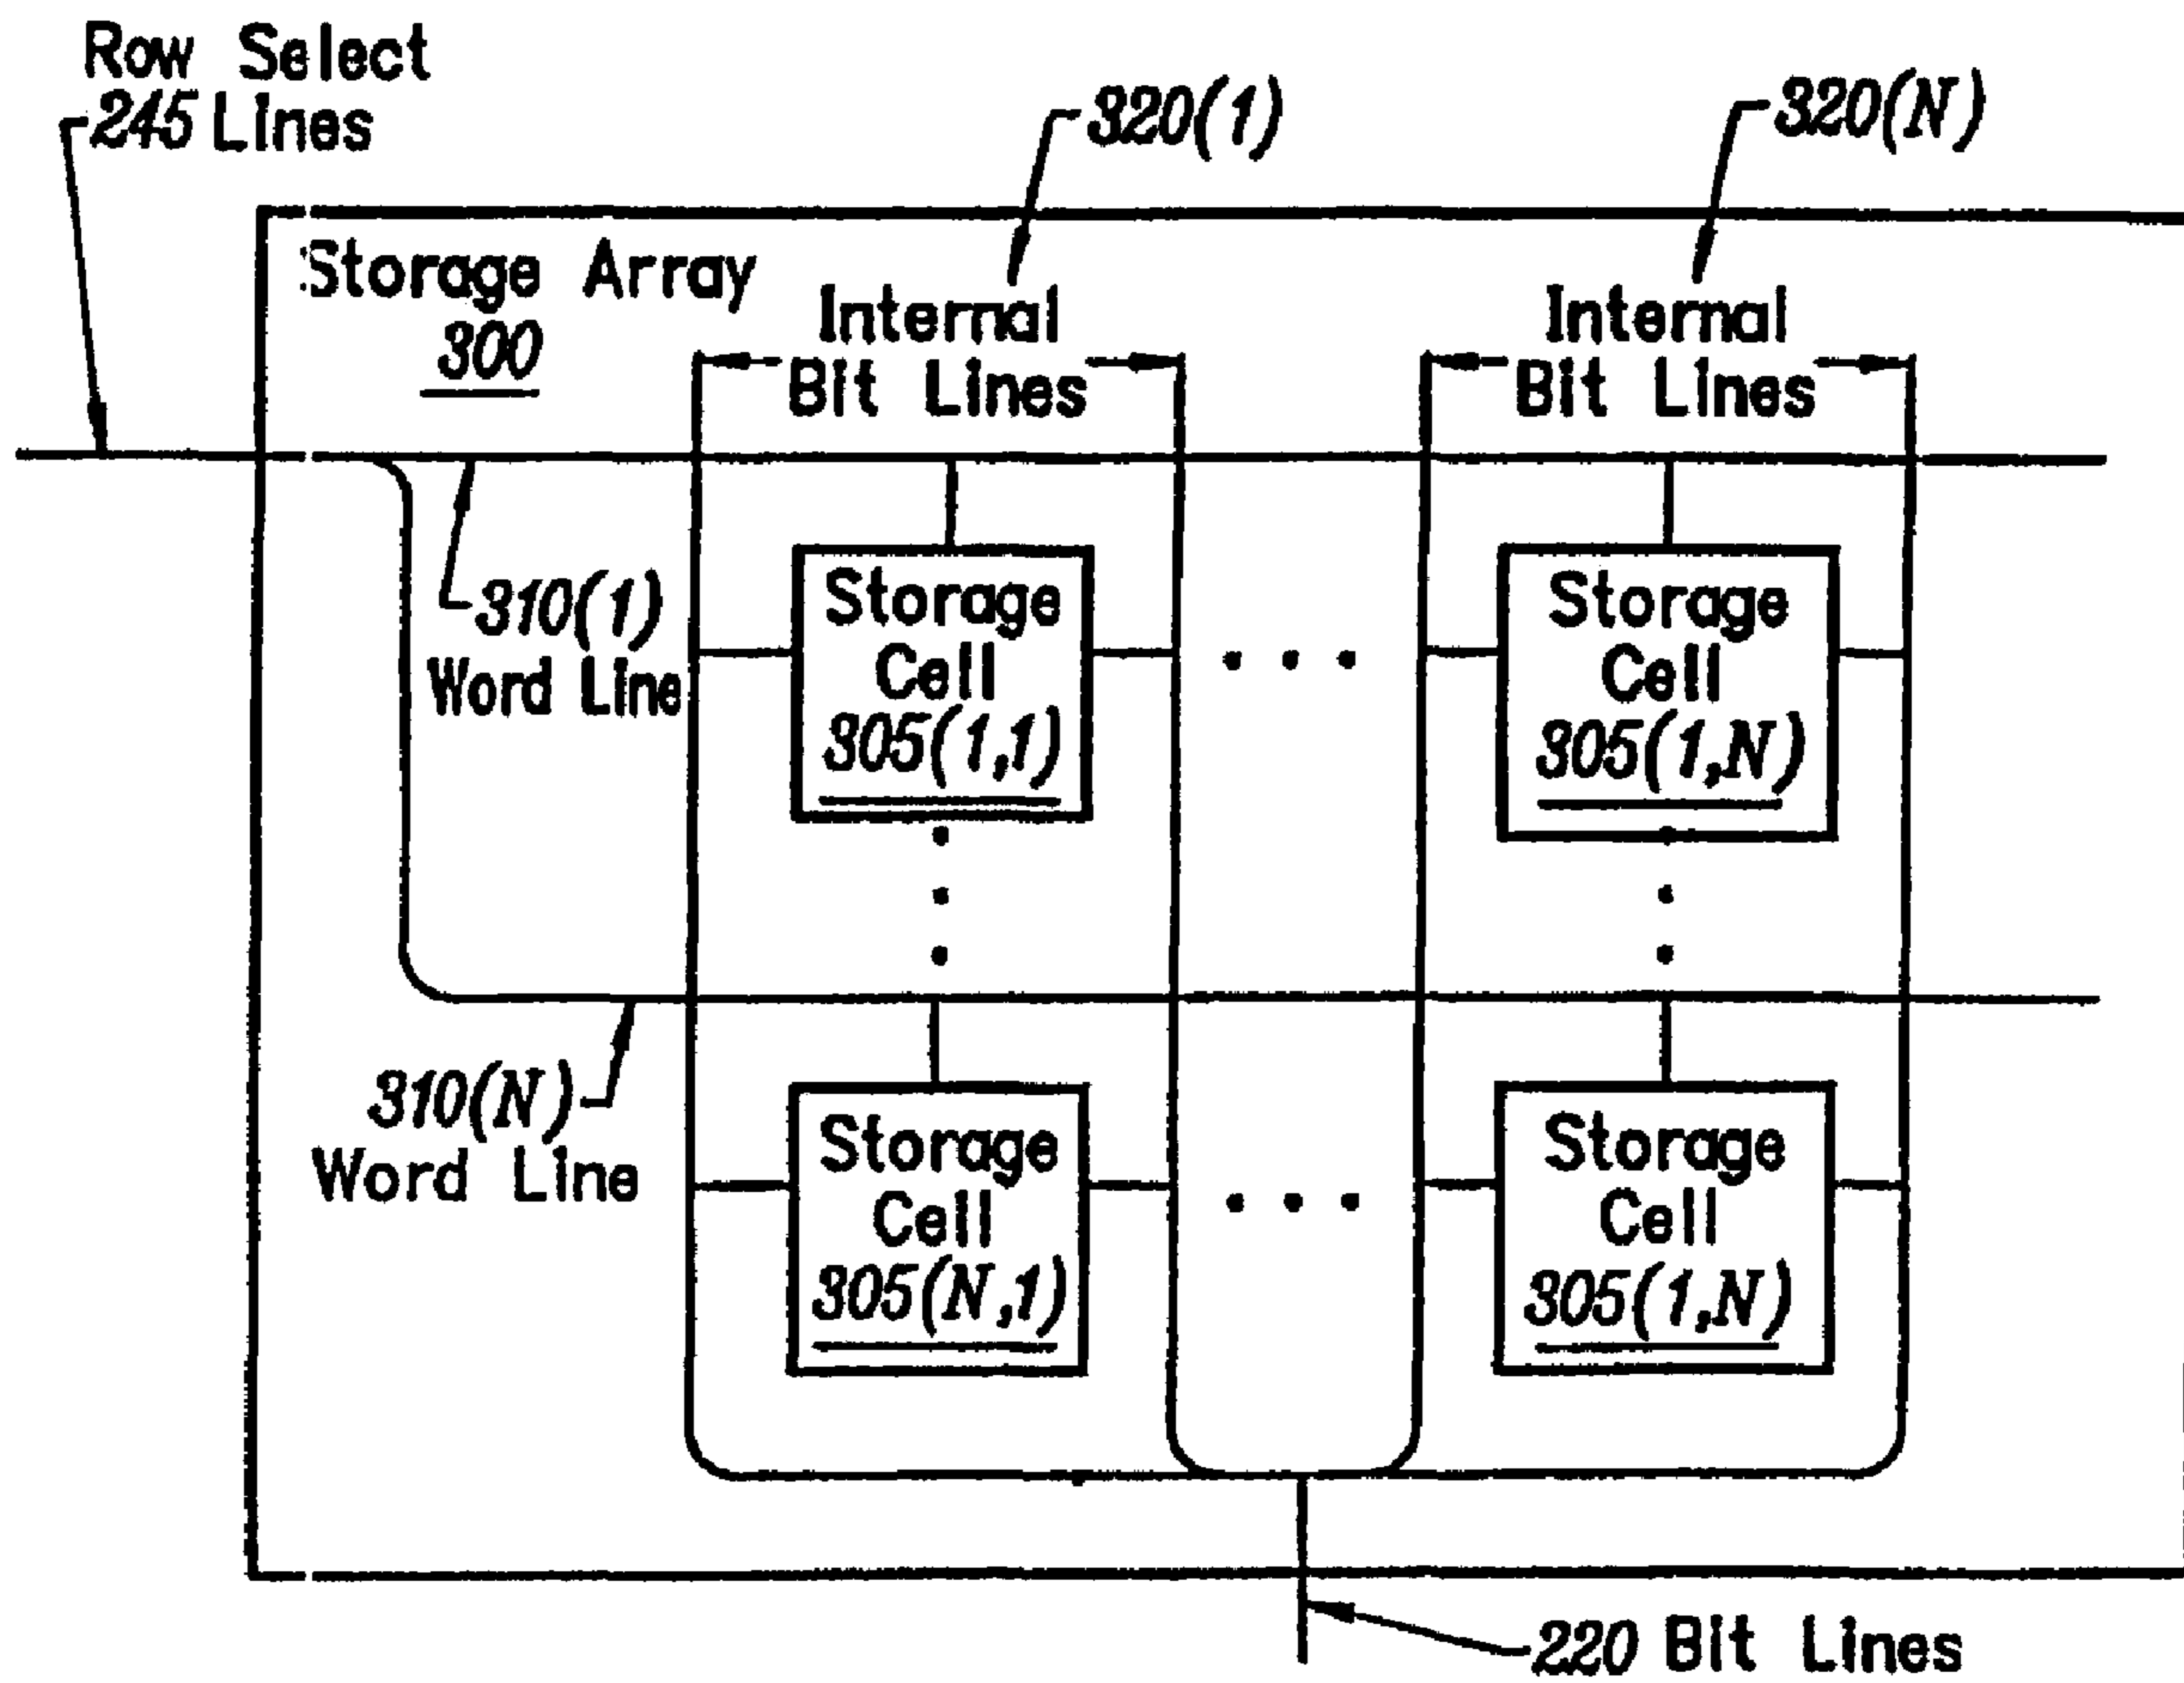 Row Select
245 Lines
320(1)
320(N)
Storage Array
300
Internal
Bit Lines
Internal
Bit Lines
310(1)
Word Line
Storage
Cell
305(1,1)
Storage
Cell
305(1,N)
310(N)
Word Line
Storage
Cell
305(N,1)
Storage
Cell
305(1,N)
220 Bit Lines